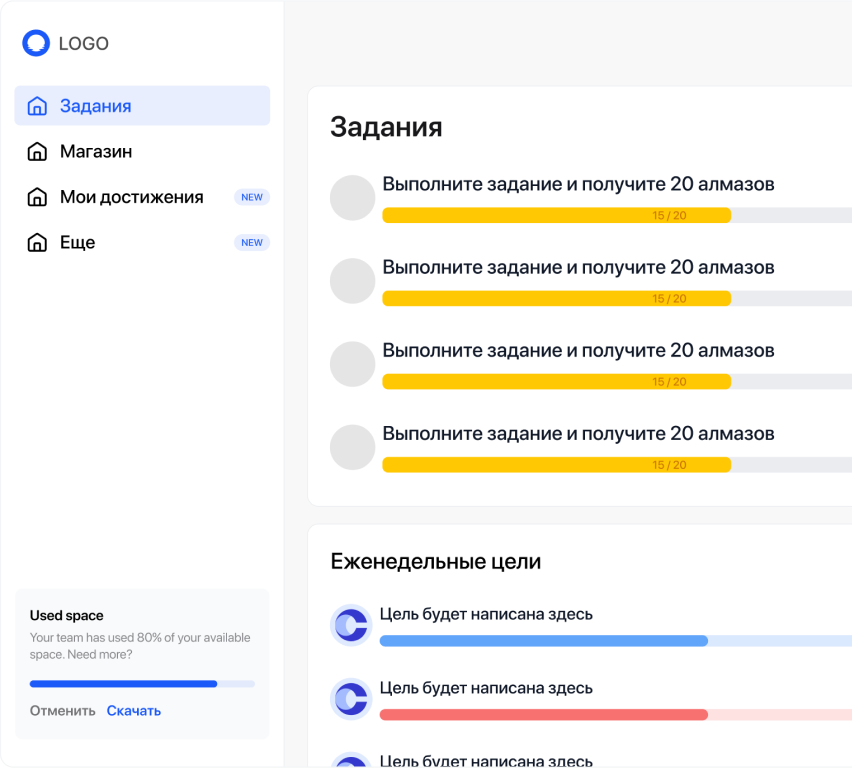 LOGO
Задания
Магазин
Мои достижения
NEW
Еще
NEW
Used space
Your team has used 80% of your available
space. Need more?
Отменить Скачать
Задания
Выполните задание и получите 20 алмазов
15 / 20
Выполните задание и получите 20 алмазов
15 / 20
Выполните задание и получите 20 алмазов
15 / 20
Выполните задание и получите 20 алмазов
15 / 20
Еженедельные цели
Цель будет написана здесь
Цель будет написана здесь
Цель будет написана здесь